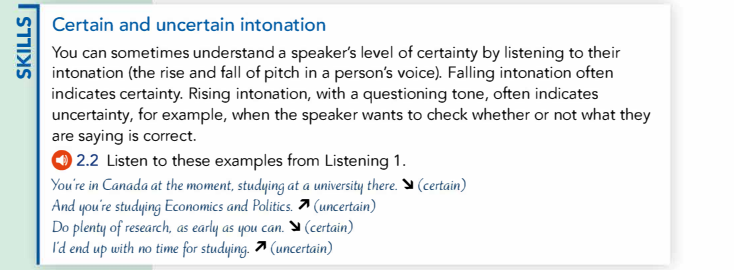 SKILLS
Certain and uncertain intonation
You can sometimes understand a speaker's level of certainty by listening to their
intonation (the rise and fall of pitch in a person's voice). Falling intonation often
indicates certainty. Rising intonation, with a questioning tone, often indicates
uncertainty, for example, when the speaker wants to check whether or not what they
are saying is correct.
2.2 Listen to these examples from Listening 1.
You're in Canada at the moment, studying at a university there. ↘ (certain)
And you're studying Economics and Politics. ↗ (uncertain)
Do plenty of research, as early as you can. ↘ (certain)
I'd end up with no time for studying. ↗ (uncertain)